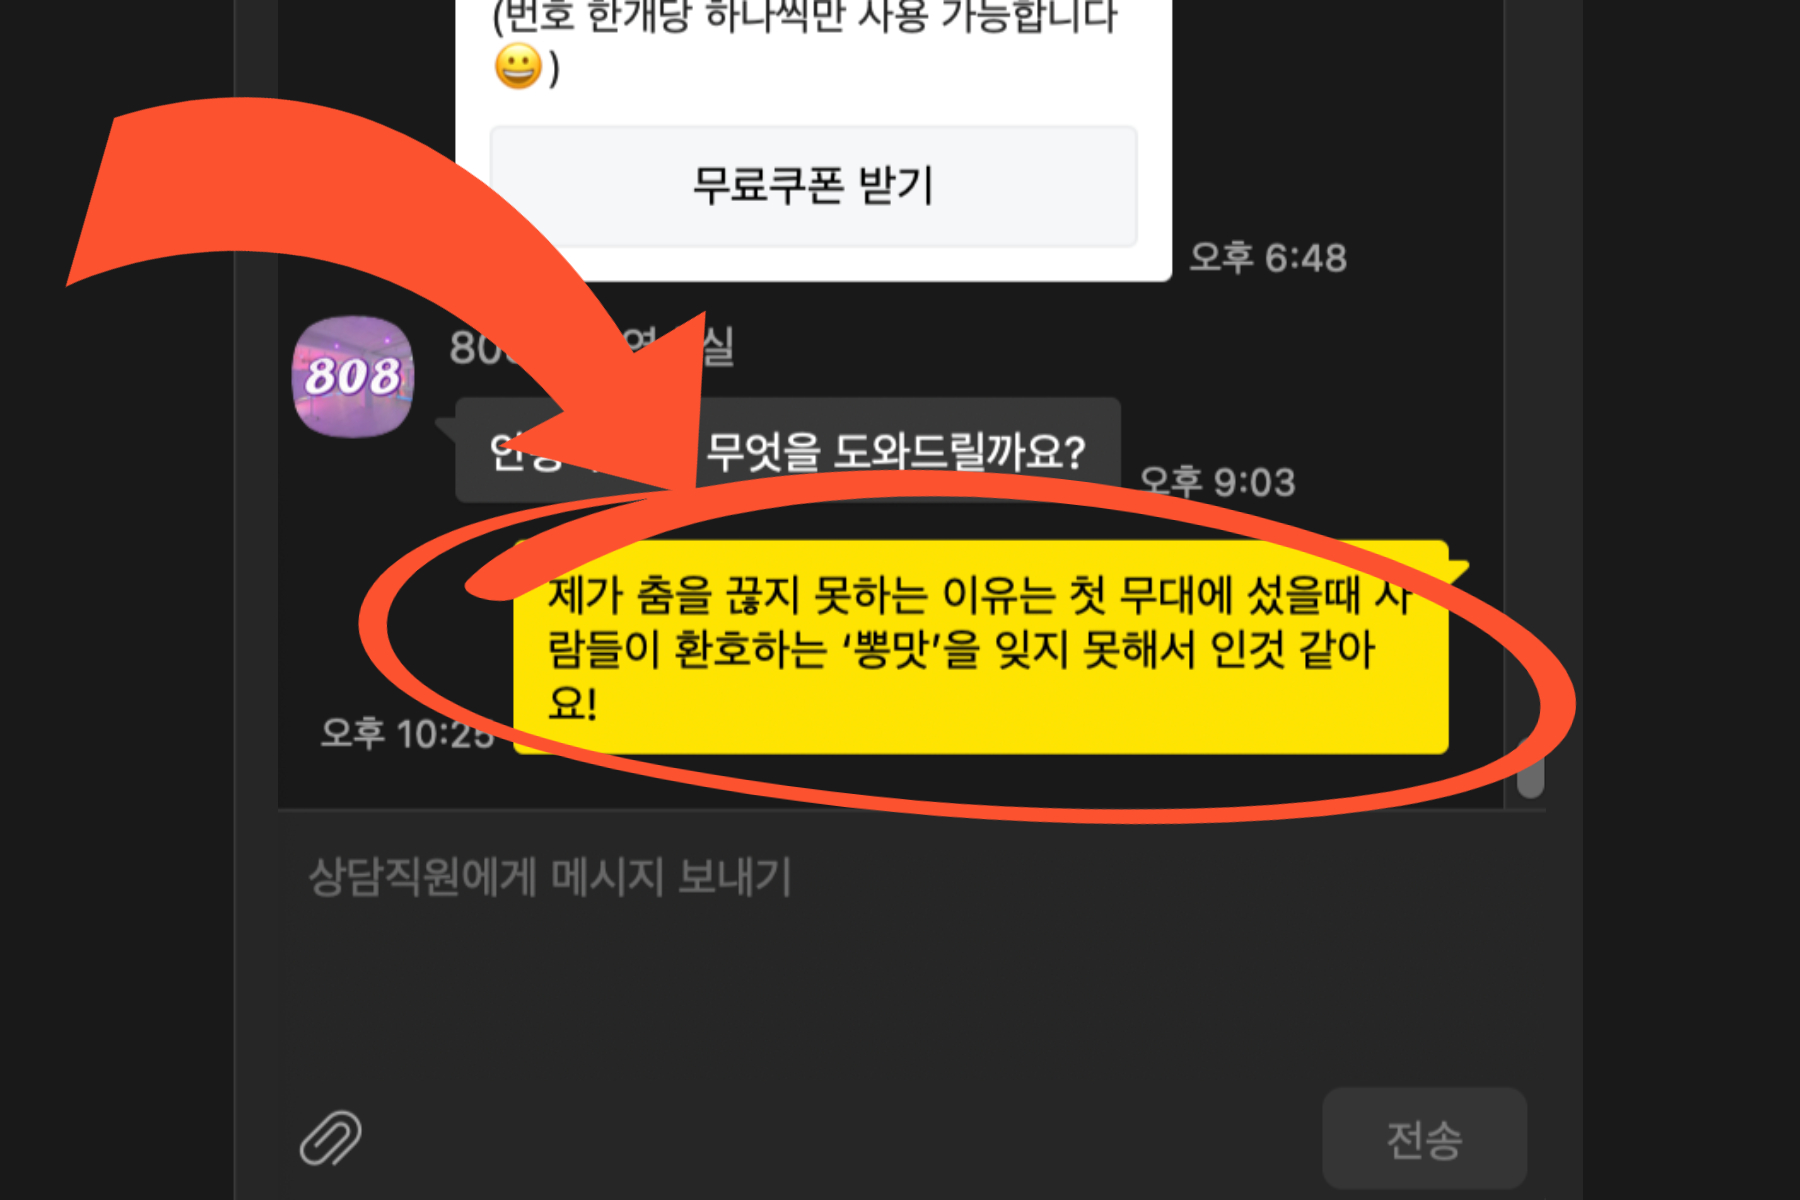 (번호 한개당 하나씩만 사용 가능합니다
😀)
무료쿠폰 받기
오후 6:48
808
실
무엇을 도와드릴까요?
오후 9:03
제가 춤을 끊지 못하는 이유는 첫 무대에 섰을때 사
람들이 환호하는 ‘뽕맛’을 잊지 못해서 인것 같아
요!
오후 10:25
상담직원에게 메시지 보내기
전송